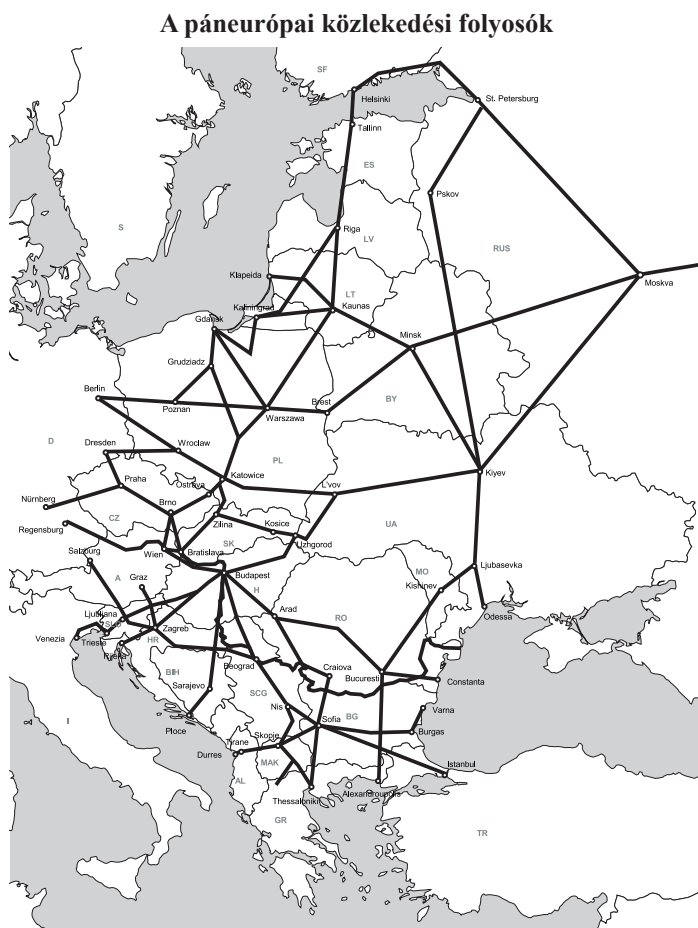 A páneurópai közlekedési folyosók
SF
Helsinki
St. Petersburg
Tallinn
ES
Pskov
S
Riga
LV
RUS
Klapeida
LT
Moskva
Kaliningrad
Kaunas
Gdansk
Minsk
Grudziadz
Berlin
Poznan
Warszawa
Brest
BY
D
Dresden
Wroclaw
PL
Praha
Ostrova
Katowice
L'vov
Kiyev
Nürnberg
Brno
CZ
Zilina
Kosice
UA
Regensburg
SK
Uzhgorod
Salzburg
Wien
Bratislava
A
Graz
Budapest
H
MO
Ljubasevka
Kishinev
Ljubljana
SLO
Arad
RO
Odessa
Venezia
Trieste
Zagreb
HR
Rijeka
Beograd
Craiova
Bucuresti
Constanta
BIH
Sarajevo
SCG
Nis
BG
Varna
I
Ploce
Sofia
Burgas
Skopje
Tirane
Durres
MAK
Istanbul
AL
Thessaloniki
Alexandroupolis
GR
TR